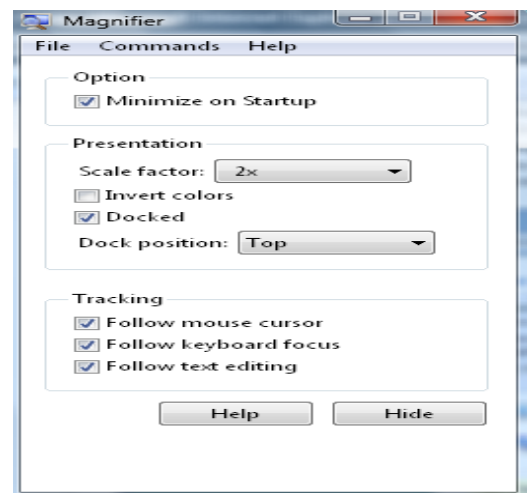 Magnifier
File Commands Help
Option
Minimize on Startup
Presentation
Scale factor: 2x
Invert colors
Docked
Dock position: Top
Tracking
Follow mouse cursor
Follow keyboard focus
Follow text editing
Help Hide